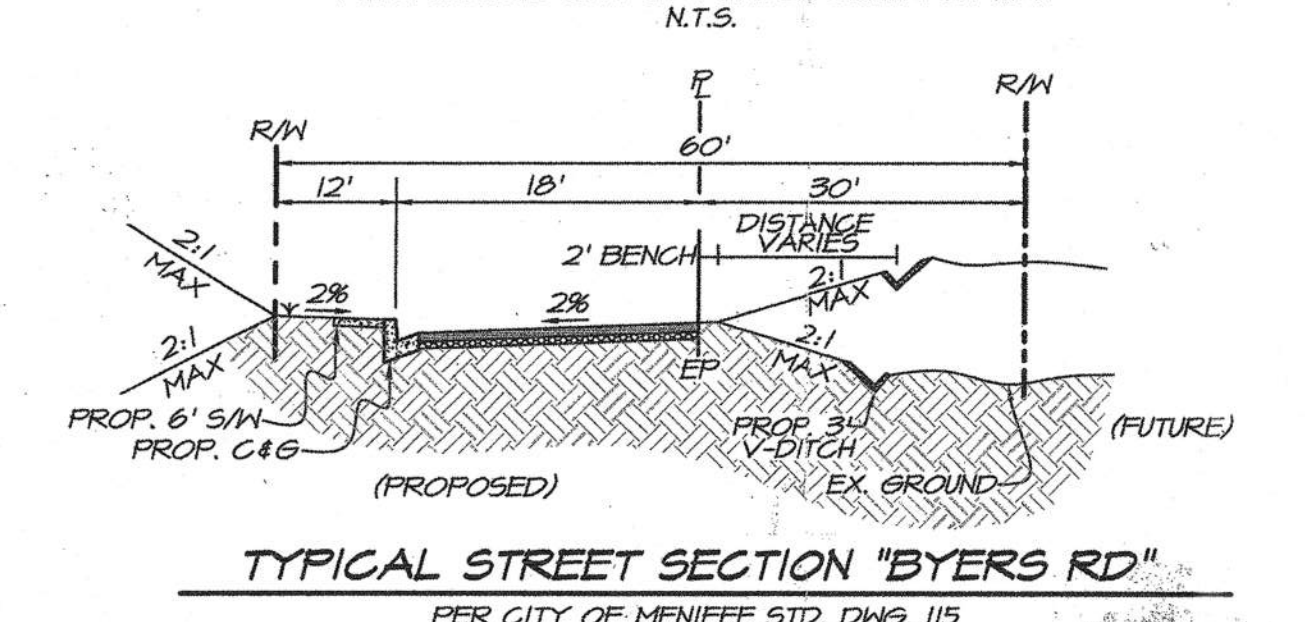 N.T.S.
PL
R/W
R/W
60'
12'
18'
30'
DISTANCE
VARIES
2' BENCH
2:1
MAX
2%
2%
2:1
MAX
2:1
MAX
2:1
MAX
EP
PROP. 6' S/W
PROP. C&G
PROP. 3'
V-DITCH
(FUTURE)
EX. GROUND
(PROPOSED)
TYPICAL STREET SECTION "BYERS RD"
PER CITY OF MENIFEE STD. DWG. 115